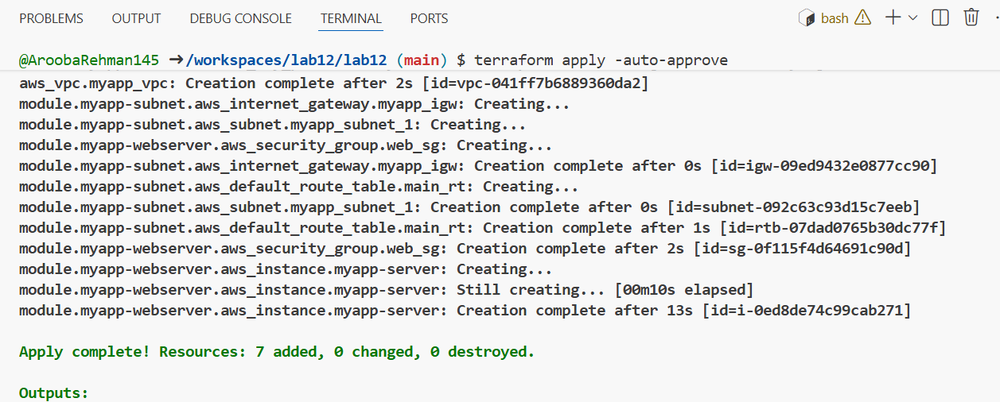 PROBLEMS OUTPUT DEBUG CONSOLE TERMINAL PORTS bash
@AroobaRehman145 ➜/workspaces/lab12/lab12 (main) $ terraform apply -auto-approve
aws_vpc.myapp_vpc: Creation complete after 2s [id=vpc-041ff7b6889360da2]
module.myapp-subnet.aws_internet_gateway.myapp_igw: Creating...
module.myapp-subnet.aws_subnet.myapp_subnet_1: Creating...
module.myapp-webserver.aws_security_group.web_sg: Creating...
module.myapp-subnet.aws_internet_gateway.myapp_igw: Creation complete after 0s [id=igw-09ed9432e0877cc90]
module.myapp-subnet.aws_default_route_table.main_rt: Creating...
module.myapp-subnet.aws_subnet.myapp_subnet_1: Creation complete after 0s [id=subnet-092c63c93d15c7eeb]
module.myapp-subnet.aws_default_route_table.main_rt: Creation complete after 1s [id=rtb-07dad0765b30dc77f]
module.myapp-webserver.aws_security_group.web_sg: Creation complete after 2s [id=sg-0f115f4d64691c90d]
module.myapp-webserver.aws_instance.myapp-server: Creating...
module.myapp-webserver.aws_instance.myapp-server: Still creating... [00m10s elapsed]
module.myapp-webserver.aws_instance.myapp-server: Creation complete after 13s [id=i-0ed8de74c99cab271]
Apply complete! Resources: 7 added, 0 changed, 0 destroyed.
Outputs: